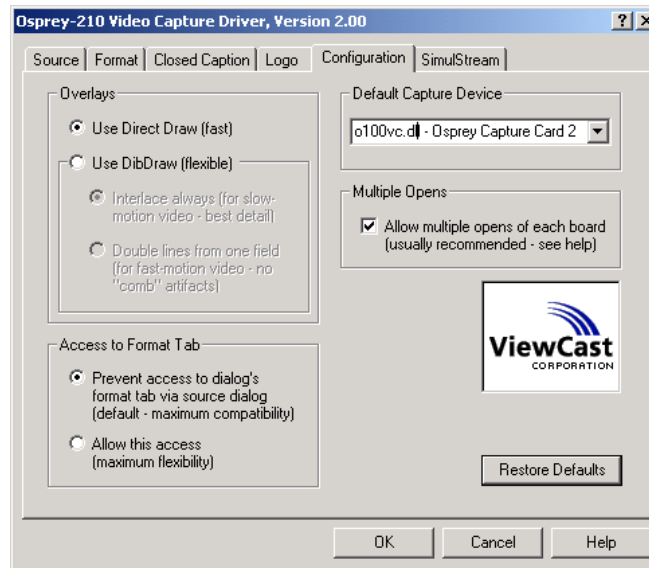 Osprey-210 Video Capture Driver, Version 2.00
Source
Format
Closed Caption
Logo
Configuration
SimulStream
Overlays
Use Direct Draw (fast)
Use DibDraw (flexible)
Interlace always (for slow-
motion video - best detail)
Double lines from one field
(for fast-motion video - no
"comb" artifacts)
Access to Format Tab
Prevent access to dialog's
format tab via source dialog
(default - maximum compatibility)
Allow this access
(maximum flexibility)
Default Capture Device
o100vc.dll - Osprey Capture Card 2
Multiple Opens
Allow multiple opens of each board
(usually recommended - see help)
ViewCast
CORPORATION
Restore Defaults
OK
Cancel
Help